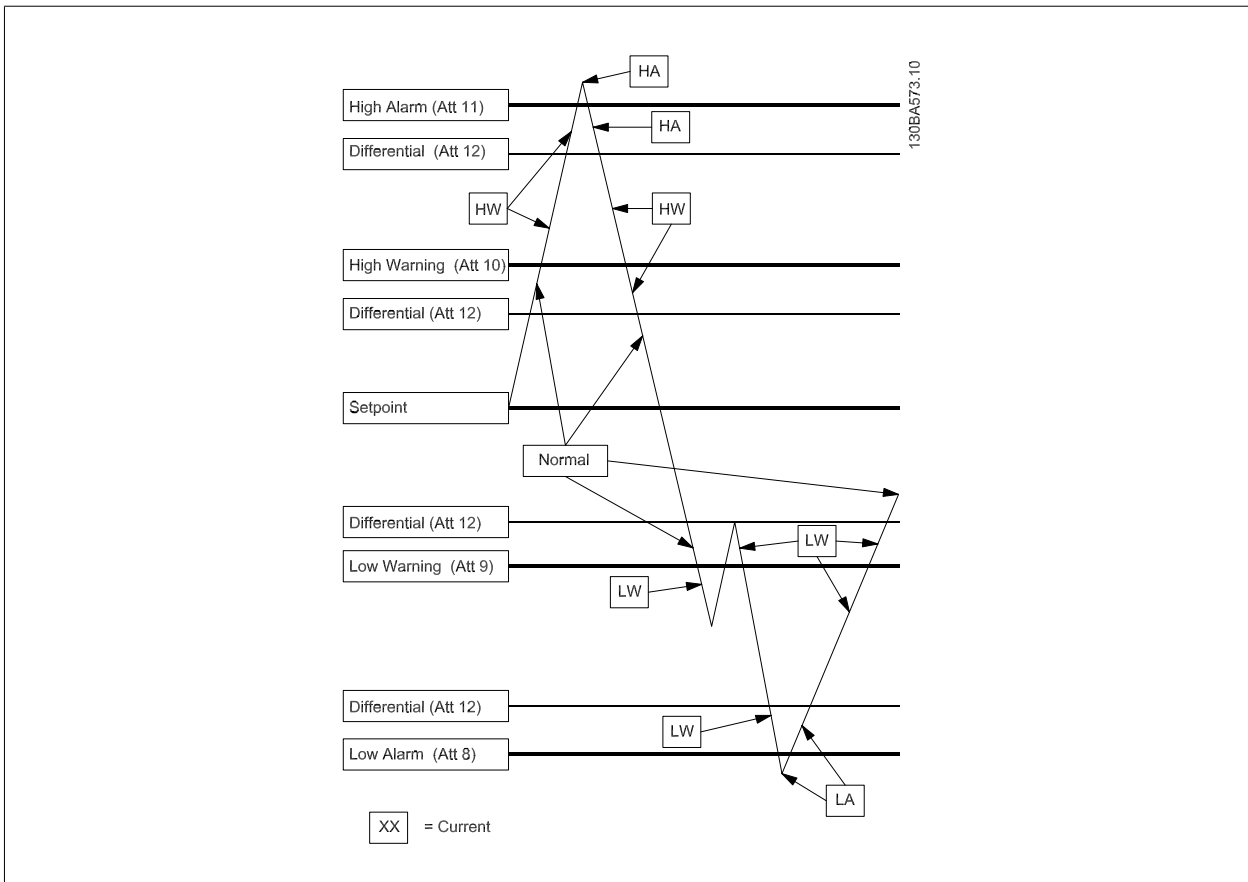 HA
High Alarm (Att 11)
130BA573.10
HA
Differential (Att 12)
HW
HW
High Warning (Att 10)
Differential (Att 12)
Setpoint
Normal
Differential (Att 12)
LW
Low Warning (Att 9)
LW
Differential (Att 12)
LW
Low Alarm (Att 8)
LA
XX = Current